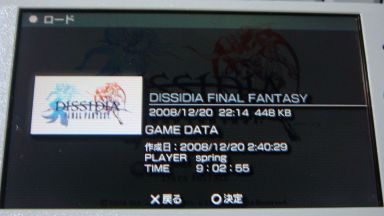 ロード
DISSIDIA
FINAL FANTASY
DISSIDIA FINAL FANTASY
2008/12/20 22:14 448 KB
GAME DATA
作成日:2008/12/20 2:40:29
PLAYER spring
TIME 9:02:55
×戻る ○決定